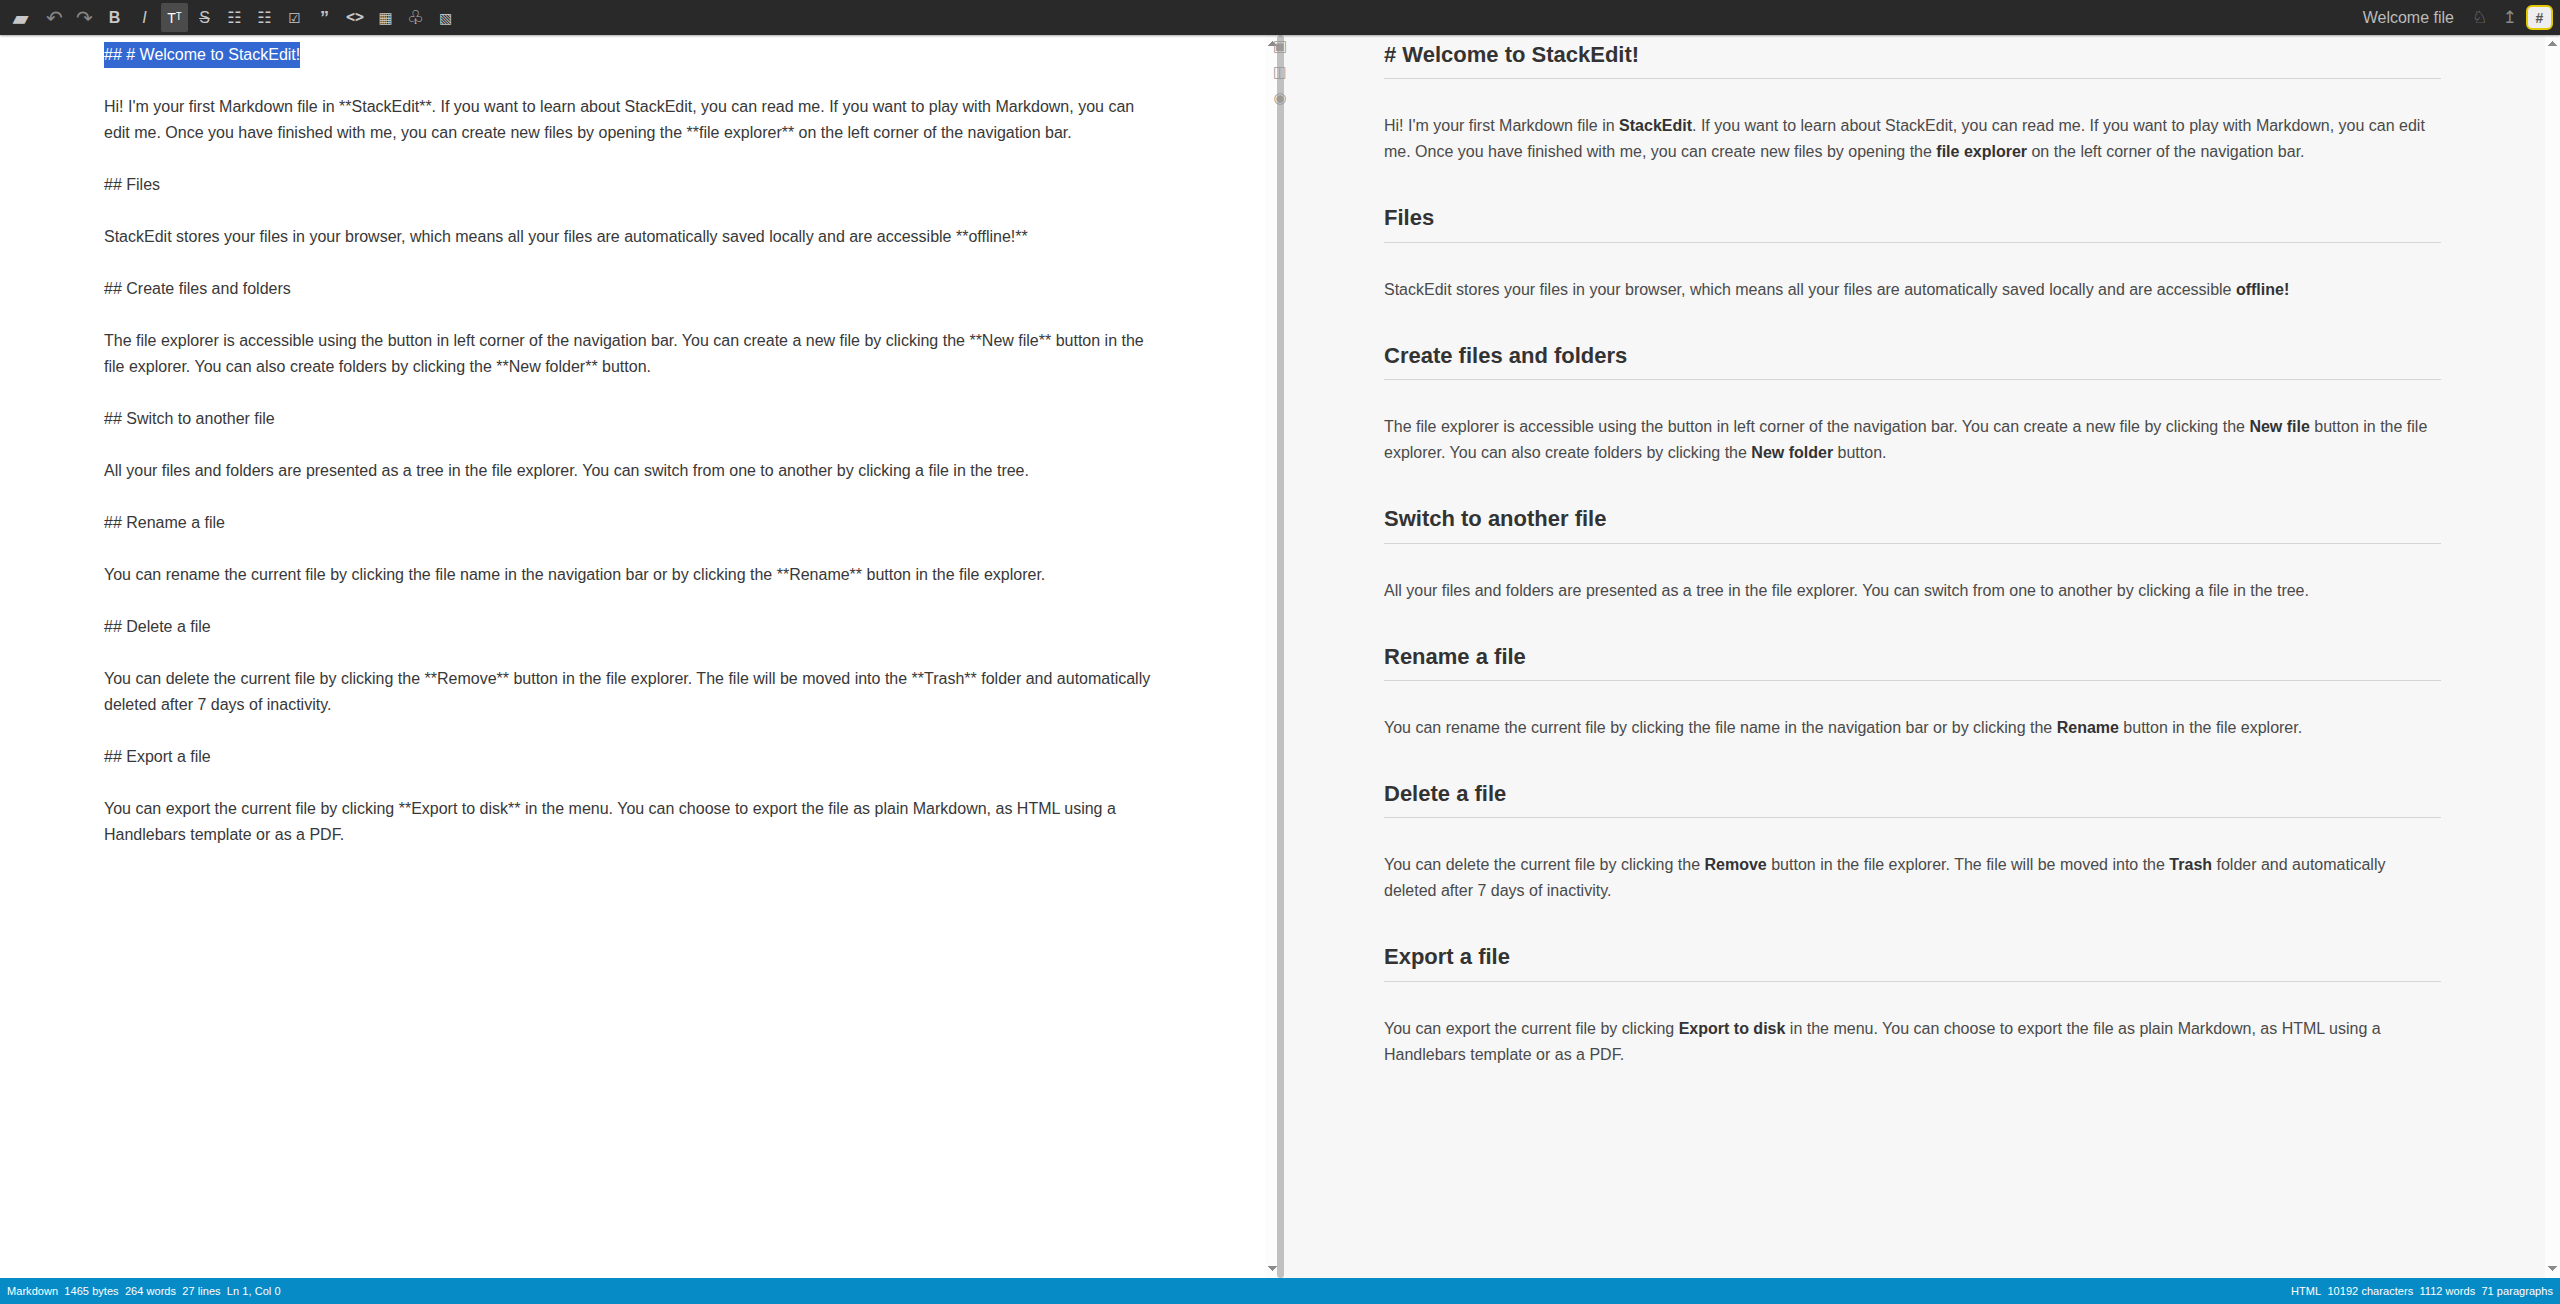 B I TT S ” <> Welcome file #
## # Welcome to StackEdit!
Hi! I'm your first Markdown file in **StackEdit**. If you want to learn about StackEdit, you can read me. If you want to play with Markdown, you can
edit me. Once you have finished with me, you can create new files by opening the **file explorer** on the left corner of the navigation bar.
## Files
StackEdit stores your files in your browser, which means all your files are automatically saved locally and are accessible **offline!**
## Create files and folders
The file explorer is accessible using the button in left corner of the navigation bar. You can create a new file by clicking the **New file** button in the
file explorer. You can also create folders by clicking the **New folder** button.
## Switch to another file
All your files and folders are presented as a tree in the file explorer. You can switch from one to another by clicking a file in the tree.
## Rename a file
You can rename the current file by clicking the file name in the navigation bar or by clicking the **Rename** button in the file explorer.
## Delete a file
You can delete the current file by clicking the **Remove** button in the file explorer. The file will be moved into the **Trash** folder and automatically
deleted after 7 days of inactivity.
## Export a file
You can export the current file by clicking **Export to disk** in the menu. You can choose to export the file as plain Markdown, as HTML using a
Handlebars template or as a PDF.
# Welcome to StackEdit!
Hi! I'm your first Markdown file in StackEdit. If you want to learn about StackEdit, you can read me. If you want to play with Markdown, you can edit
me. Once you have finished with me, you can create new files by opening the file explorer on the left corner of the navigation bar.
Files
StackEdit stores your files in your browser, which means all your files are automatically saved locally and are accessible offline!
Create files and folders
The file explorer is accessible using the button in left corner of the navigation bar. You can create a new file by clicking the New file button in the file
explorer. You can also create folders by clicking the New folder button.
Switch to another file
All your files and folders are presented as a tree in the file explorer. You can switch from one to another by clicking a file in the tree.
Rename a file
You can rename the current file by clicking the file name in the navigation bar or by clicking the Rename button in the file explorer.
Delete a file
You can delete the current file by clicking the Remove button in the file explorer. The file will be moved into the Trash folder and automatically
deleted after 7 days of inactivity.
Export a file
You can export the current file by clicking Export to disk in the menu. You can choose to export the file as plain Markdown, as HTML using a
Handlebars template or as a PDF.
Markdown 1465 bytes 264 words 27 lines Ln 1, Col 0
HTML 10192 characters 1112 words 71 paragraphs